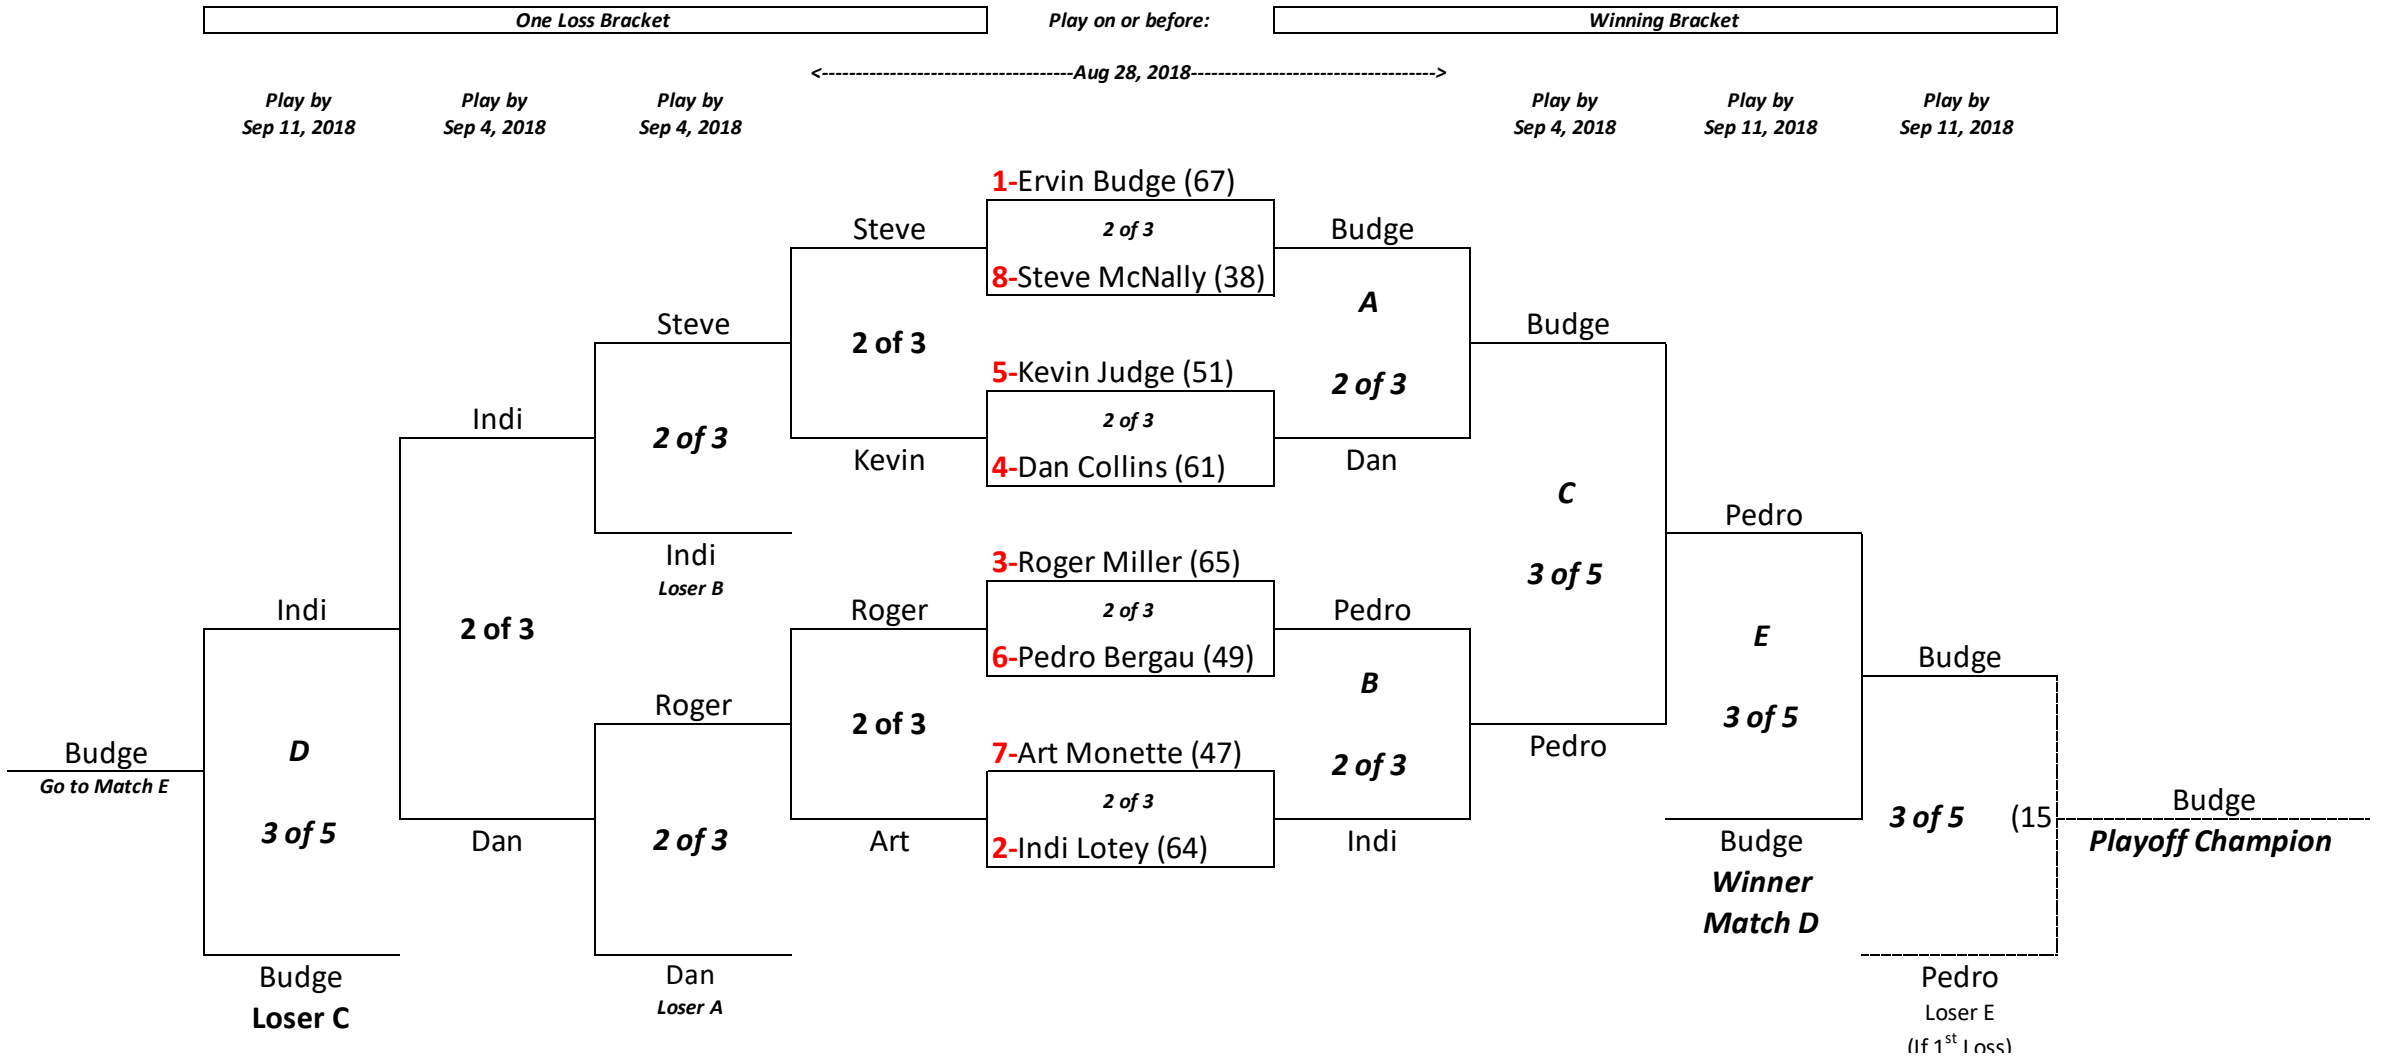 One Loss Bracket
Play on or before:
Winning Bracket
<-------------------------------------Aug 28, 2018------------------------------------>
Play by
Sep 11, 2018
Play by
Sep 4, 2018
Play by
Sep 4, 2018
Play by
Sep 4, 2018
Play by
Sep 11, 2018
Play by
Sep 11, 2018
1-Ervin Budge (67)
Steve
2 of 3
Budge
8-Steve McNally (38)
A
Steve
2 of 3
Budge
5-Kevin Judge (51)
2 of 3
Indi
2 of 3
2 of 3
Kevin
4-Dan Collins (61)
Dan
C
Pedro
Indi
Loser B
3-Roger Miller (65)
3 of 5
Indi
2 of 3
Roger
2 of 3
Pedro
E
6-Pedro Bergau (49)
Budge
B
Roger
2 of 3
3 of 5
Budge
Go to Match E
D
7-Art Monette (47)
2 of 3
Pedro
2 of 3
Budge
3 of 5
(15
Playoff Champion
3 of 5
Dan
2 of 3
Art
2-Indi Lotey (64)
Indi
Budge
Winner
Match D
Budge
Loser C
Dan
Loser A
Pedro
Loser E
(If 1st Loss)